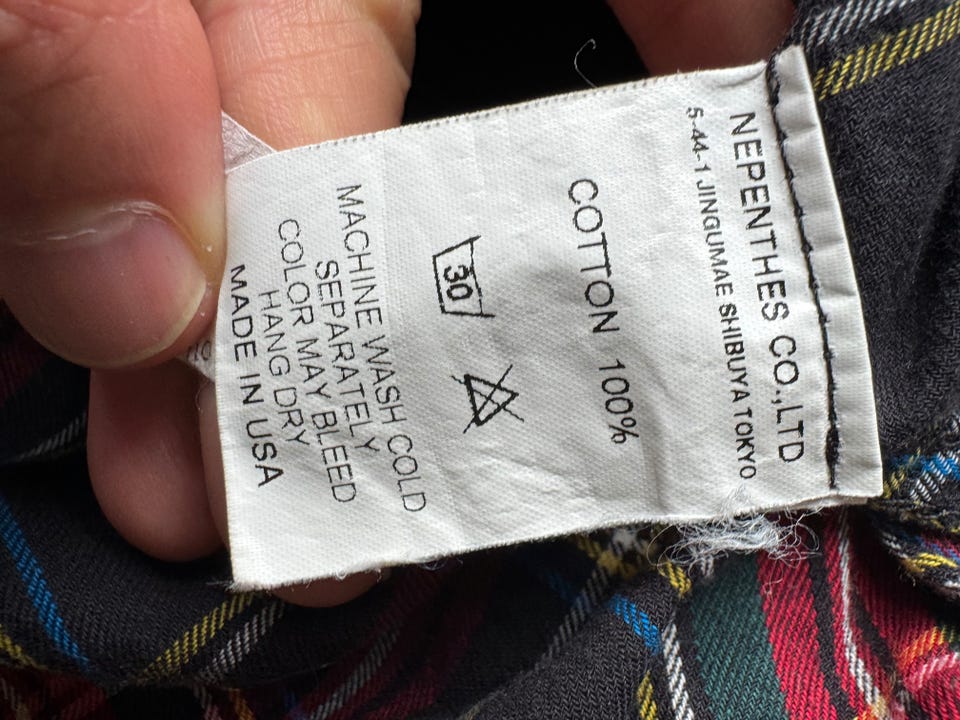 NEPENTHES CO.,LTD
5-44-1 JINGUMAE SHIBUYA TOKYO
COTTON 100%
30
MACHINE WASH COLD
SEPARATELY
COLOR MAY BLEED
HANG DRY
MADE IN USA